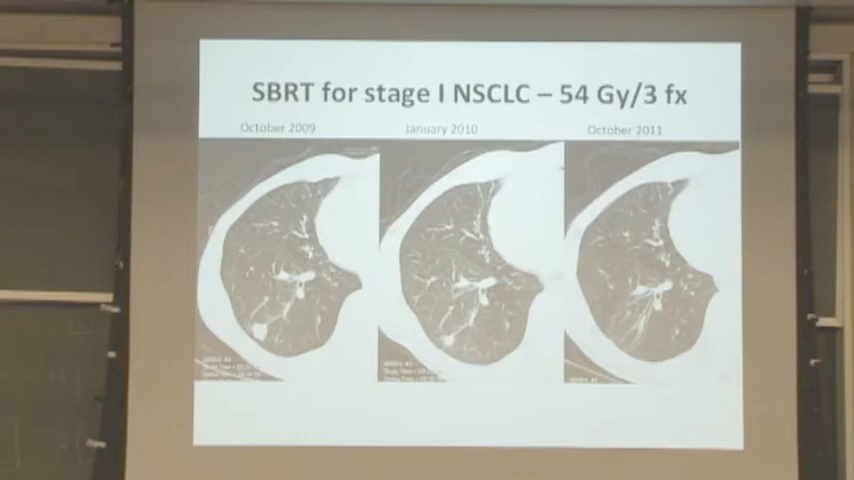 SBRT for stage I NSCLC – 54 Gy/3 fx
October 2009
January 2010
October 2011